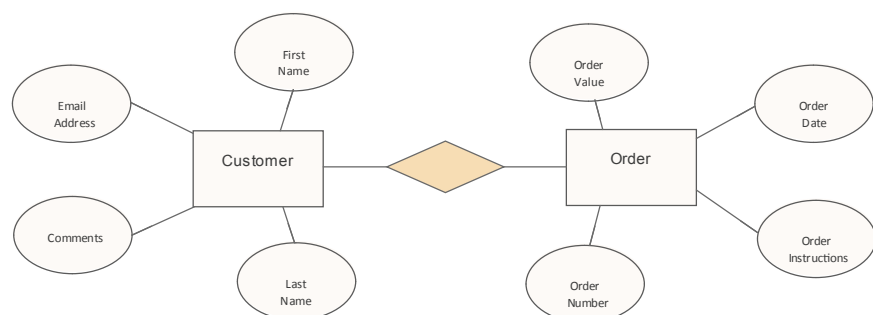 First
Name
Order
Value
Email
Address
Order
Date
Customer
Order
Comments
Order
Instructions
Last
Name
Order
Number